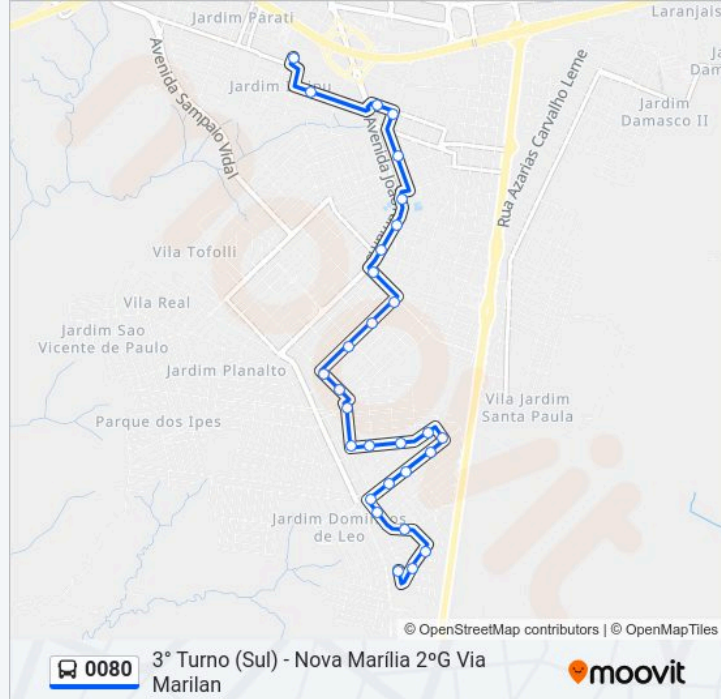 Jardim Parati
Laranjais
Jardim
Avenida Sampaio Vidal
Avenida Joã
Rua Azarias Carvalho Leme
Jardim
Damasco II
Vila Tofolli
Vila Real
Jardim Sao
Vicente de Paulo
Jardim Planalto
Vila Jardim
Santa Paula
Parque dos Ipes
Jardim Domingos
de Leo
© OpenStreetMap contributors | © OpenMapTiles
0080
3° Turno (Sul) - Nova Marília 2ºG Via
Marilan
moovit